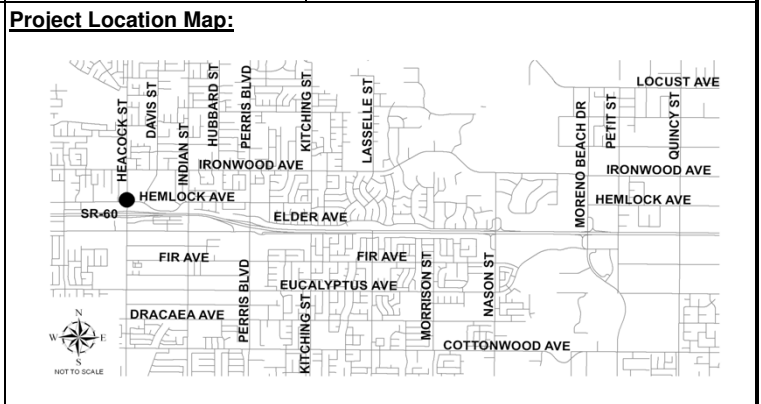 Project Location Map:
LOCUST AVE
HEACOCK ST
DAVIS ST
INDIAN ST
HUBBARD ST
PERRIS BLVD
KITCHING ST
LASSELLE ST
MORENO BEACH DR
PETIT ST
QUINCY ST
IRONWOOD AVE
IRONWOOD AVE
HEMLOCK AVE
HEMLOCK AVE
SR-60
ELDER AVE
FIR AVE
FIR AVE
PERRIS BLVD
EUCALYPTUS AVE
KITCHING ST
MORRISON ST
NASON ST
DRACAEA AVE
COTTONWOOD AVE
N
W
E
S
NOT TO SCALE